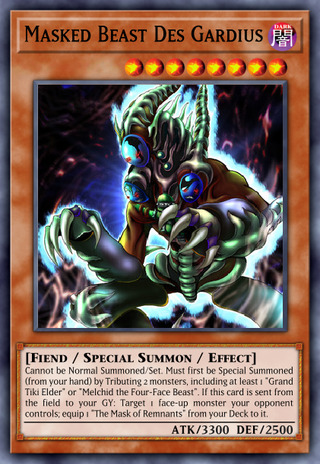 Masked Beast Des Gardius
DARK
闇
[Fiend / Special Summon / Effect]
Cannot be Normal Summoned/Set. Must first be Special Summoned
(from your hand) by Tributing 2 monsters, including at least 1 "Grand
Tiki Elder" or "Melchid the Four-Face Beast". If this card is sent
from the field to your GY: Target 1 face-up monster your opponent
controls; equip 1 "The Mask of Remnants" from your Deck to it.
ATK/3300 DEF/2500